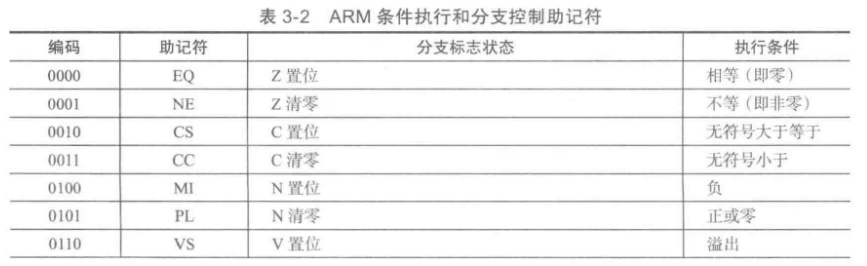 表 3-2 ARM 条件执行和分支控制助记符
编码 助记符 分支标志状态 执行条件
0000 EQ Z 置位 相等（即零）
0001 NE Z 清零 不等（即非零）
0010 CS C 置位 无符号大于等于
0011 CC C 清零 无符号小于
0100 MI N 置位 负
0101 PL N 清零 正或零
0110 VS V 置位 溢出